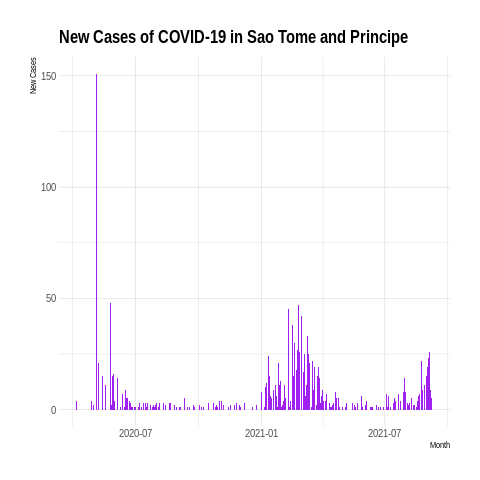 New Cases of COVID-19 in Sao Tome and Principe
New Cases
150
100
50
0
2020-07
2021-01
2021-07
Month